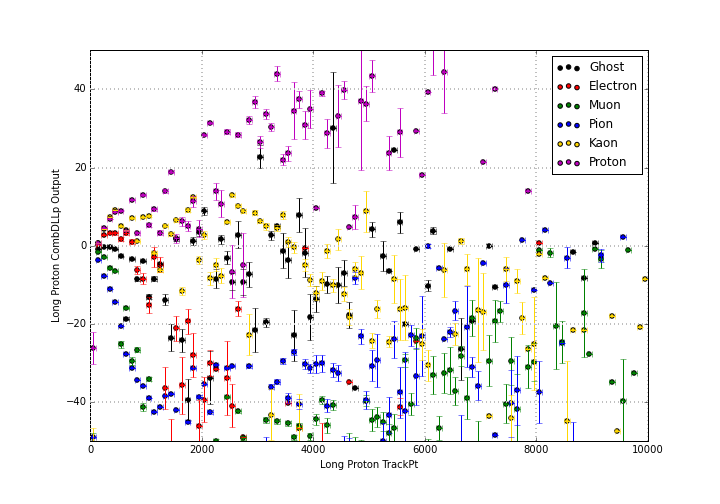 40
20
0
−20
−40
0
2000
4000
6000
8000
10000
Long Proton TrackPt
Long Proton CombDLLp Output
Ghost
Electron
Muon
Pion
Kaon
Proton